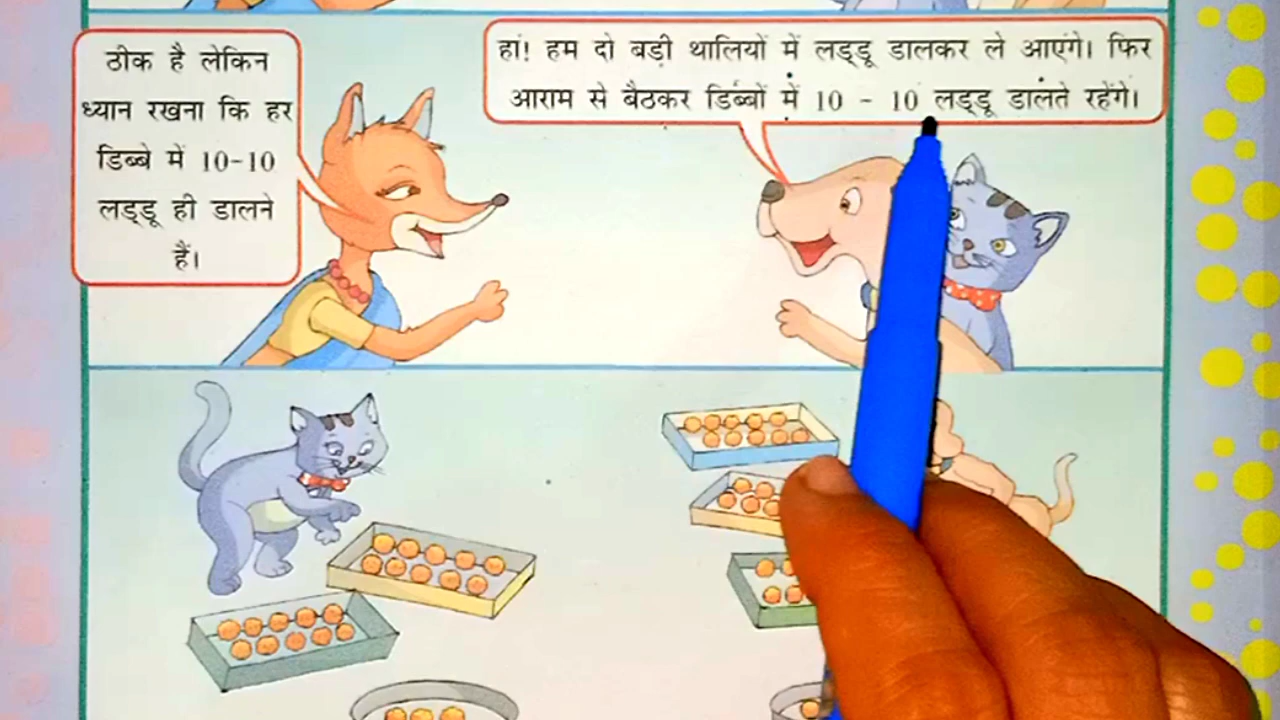 ठीक है लेकिन
ध्यान रखना कि हर
डिब्बे में 10-10
लड्डू ही डालने
हैं।
हां! हम दो बड़ी थालियों में लड्डू डालकर ले आएंगे। फिर
आराम से बैठकर डिब्बों में 10 - 10 लड्डू डालते रहेंगे।